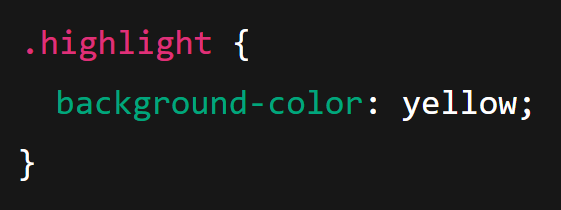 .highlight {
  background-color: yellow;
}